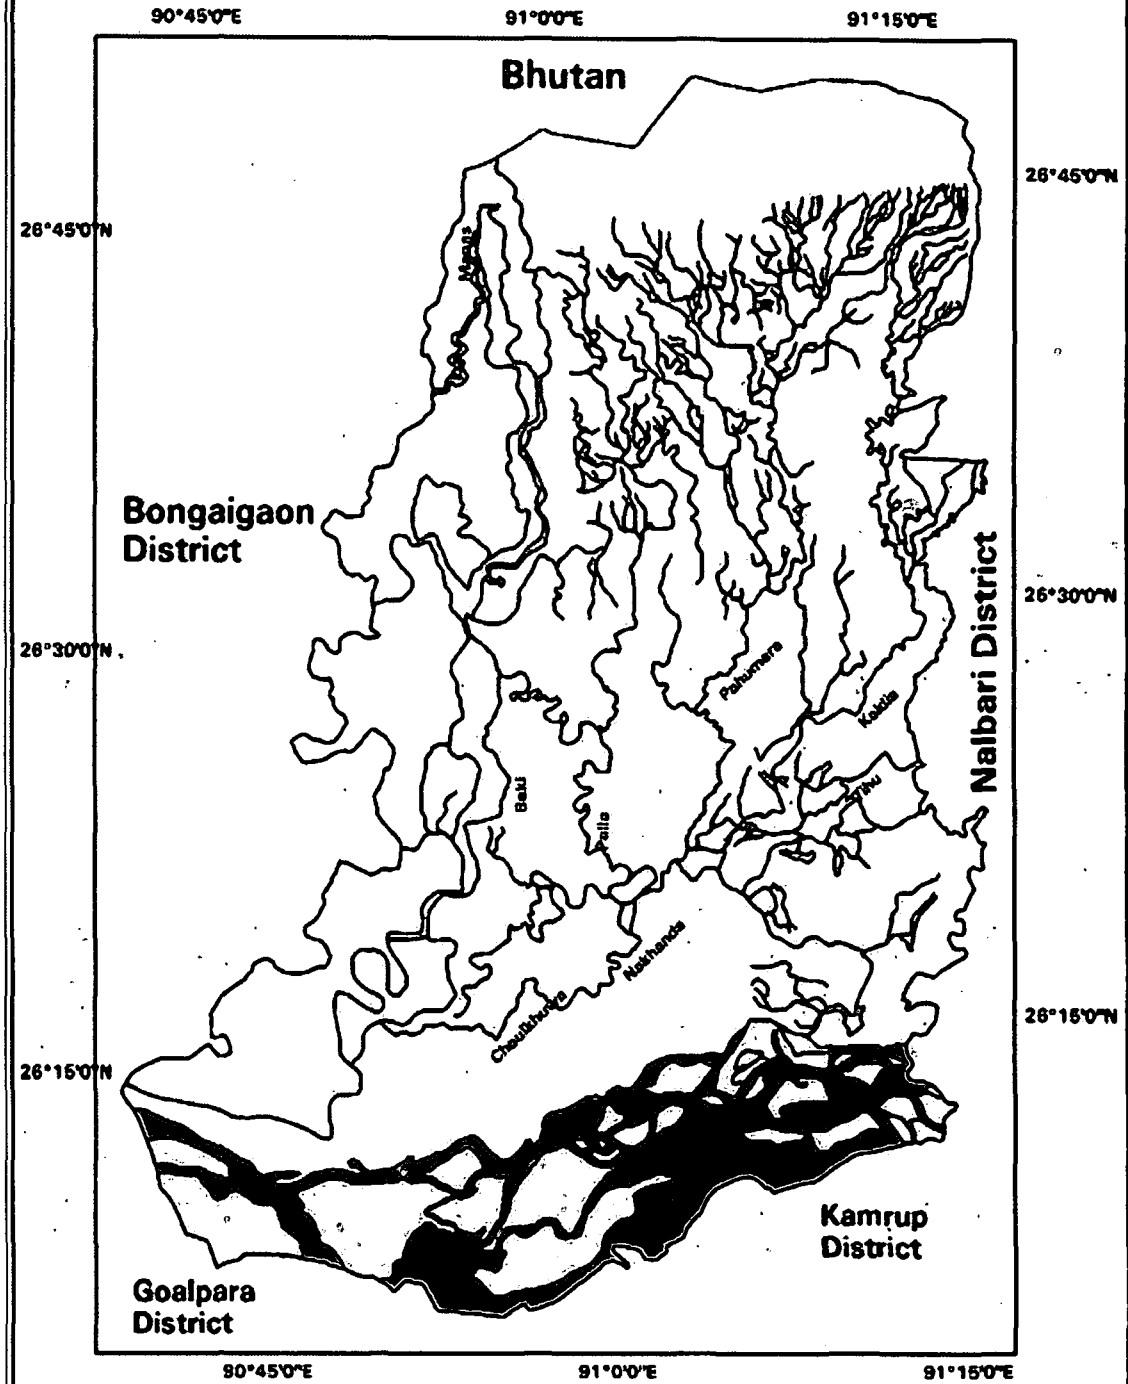 90°45'0"E 91°0'0"E 91°15'0"E
Bhutan
26°45'0"N
26°45'0"N
Manas
Bongaigaon
District
Nalbari District
26°30'0"N
26°30'0"N
Pahumara
Kaldia
Tihu
Beki
Palla
Nakhanda
Choulkhowa
26°15'0"N
26°15'0"N
Kamrup
District
Goalpara
District
90°45'0"E 91°0'0"E 91°15'0"E